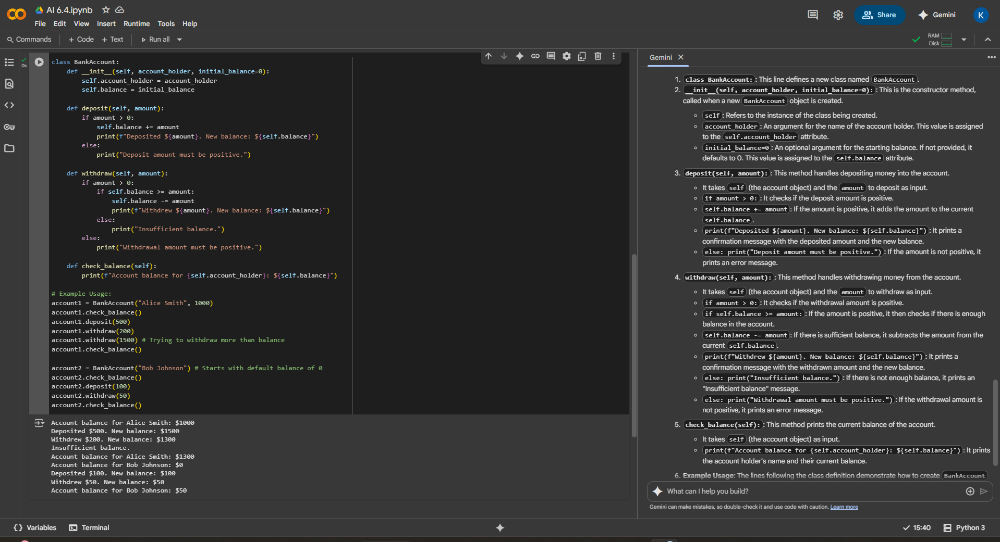 AI 6.4.ipynb
File Edit View Insert Runtime Tools Help
Share
Gemini
K
Commands + Code + Text Run all
RAM
Disk
0s
class BankAccount:
    def __init__(self, account_holder, initial_balance=0):
        self.account_holder = account_holder
        self.balance = initial_balance

    def deposit(self, amount):
        if amount > 0:
            self.balance += amount
            print(f"Deposited ${amount}. New balance: ${self.balance}")
        else:
            print("Deposit amount must be positive.")

    def withdraw(self, amount):
        if amount > 0:
            if self.balance >= amount:
                self.balance -= amount
                print(f"Withdrew ${amount}. New balance: ${self.balance}")
            else:
                print("Insufficient balance.")
        else:
            print("Withdrawal amount must be positive.")

    def check_balance(self):
        print(f"Account balance for {self.account_holder}: ${self.balance}")

# Example Usage:
account1 = BankAccount("Alice Smith", 1000)
account1.check_balance()
account1.deposit(500)
account1.withdraw(200)
account1.withdraw(1500) # Trying to withdraw more than balance
account1.check_balance()

account2 = BankAccount("Bob Johnson") # Starts with default balance of 0
account2.check_balance()
account2.deposit(100)
account2.withdraw(50)
account2.check_balance()
Account balance for Alice Smith: $1000
Deposited $500. New balance: $1500
Withdrew $200. New balance: $1300
Insufficient balance.
Account balance for Alice Smith: $1300
Account balance for Bob Johnson: $0
Deposited $100. New balance: $100
Withdrew $50. New balance: $50
Account balance for Bob Johnson: $50
Gemini
1. class BankAccount: : This line defines a new class named BankAccount .
2. __init__(self, account_holder, initial_balance=0): : This is the constructor method,
called when a new BankAccount object is created.
◦ self : Refers to the instance of the class being created.
◦ account_holder : An argument for the name of the account holder. This value is assigned
to the self.account_holder attribute.
◦ initial_balance=0 : An optional argument for the starting balance. If not provided, it
defaults to 0. This value is assigned to the self.balance attribute.
3. deposit(self, amount): : This method handles depositing money into the account.
◦ It takes self (the account object) and the amount to deposit as input.
◦ if amount > 0: : It checks if the deposit amount is positive.
◦ self.balance += amount : If the amount is positive, it adds the amount to the current
self.balance .
◦ print(f"Deposited ${amount}. New balance: ${self.balance}") : It prints a
confirmation message with the deposited amount and the new balance.
◦ else: print("Deposit amount must be positive.") : If the amount is not positive, it
prints an error message.
4. withdraw(self, amount): : This method handles withdrawing money from the account.
◦ It takes self (the account object) and the amount to withdraw as input.
◦ if amount > 0: : It checks if the withdrawal amount is positive.
◦ if self.balance >= amount: : If the amount is positive, it then checks if there is enough
balance in the account.
◦ self.balance -= amount : If there is sufficient balance, it subtracts the amount from the
current self.balance .
◦ print(f"Withdrew ${amount}. New balance: ${self.balance}") : It prints a
confirmation message with the withdrawn amount and the new balance.
◦ else: print("Insufficient balance.") : If there is not enough balance, it prints an
"Insufficient balance" message.
◦ else: print("Withdrawal amount must be positive.") : If the withdrawal amount is
not positive, it prints an error message.
5. check_balance(self): : This method prints the current balance of the account.
◦ It takes self (the account object) as input.
◦ print(f"Account balance for {self.account_holder}: ${self.balance}") : It prints
the account holder's name and their current balance.
6. Example Usage: The lines following the class definition demonstrate how to create BankAccount
What can I help you build?
Gemini can make mistakes, so double-check it and use code with caution. Learn more
Variables Terminal
15:40 Python 3